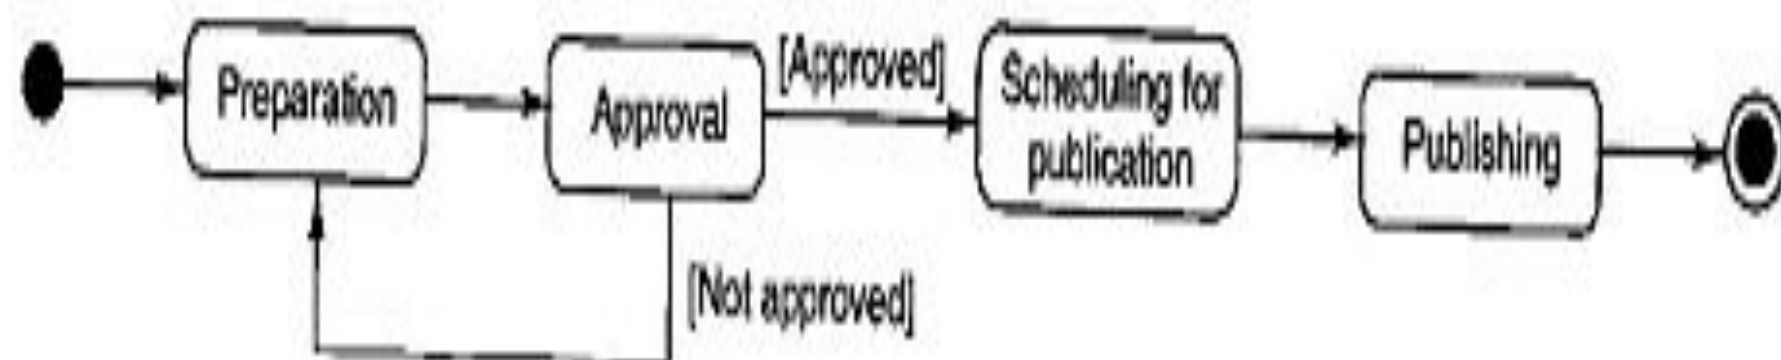 Preparation
Approval
[Approved]
Scheduling for
publication
Publishing
[Not approved]